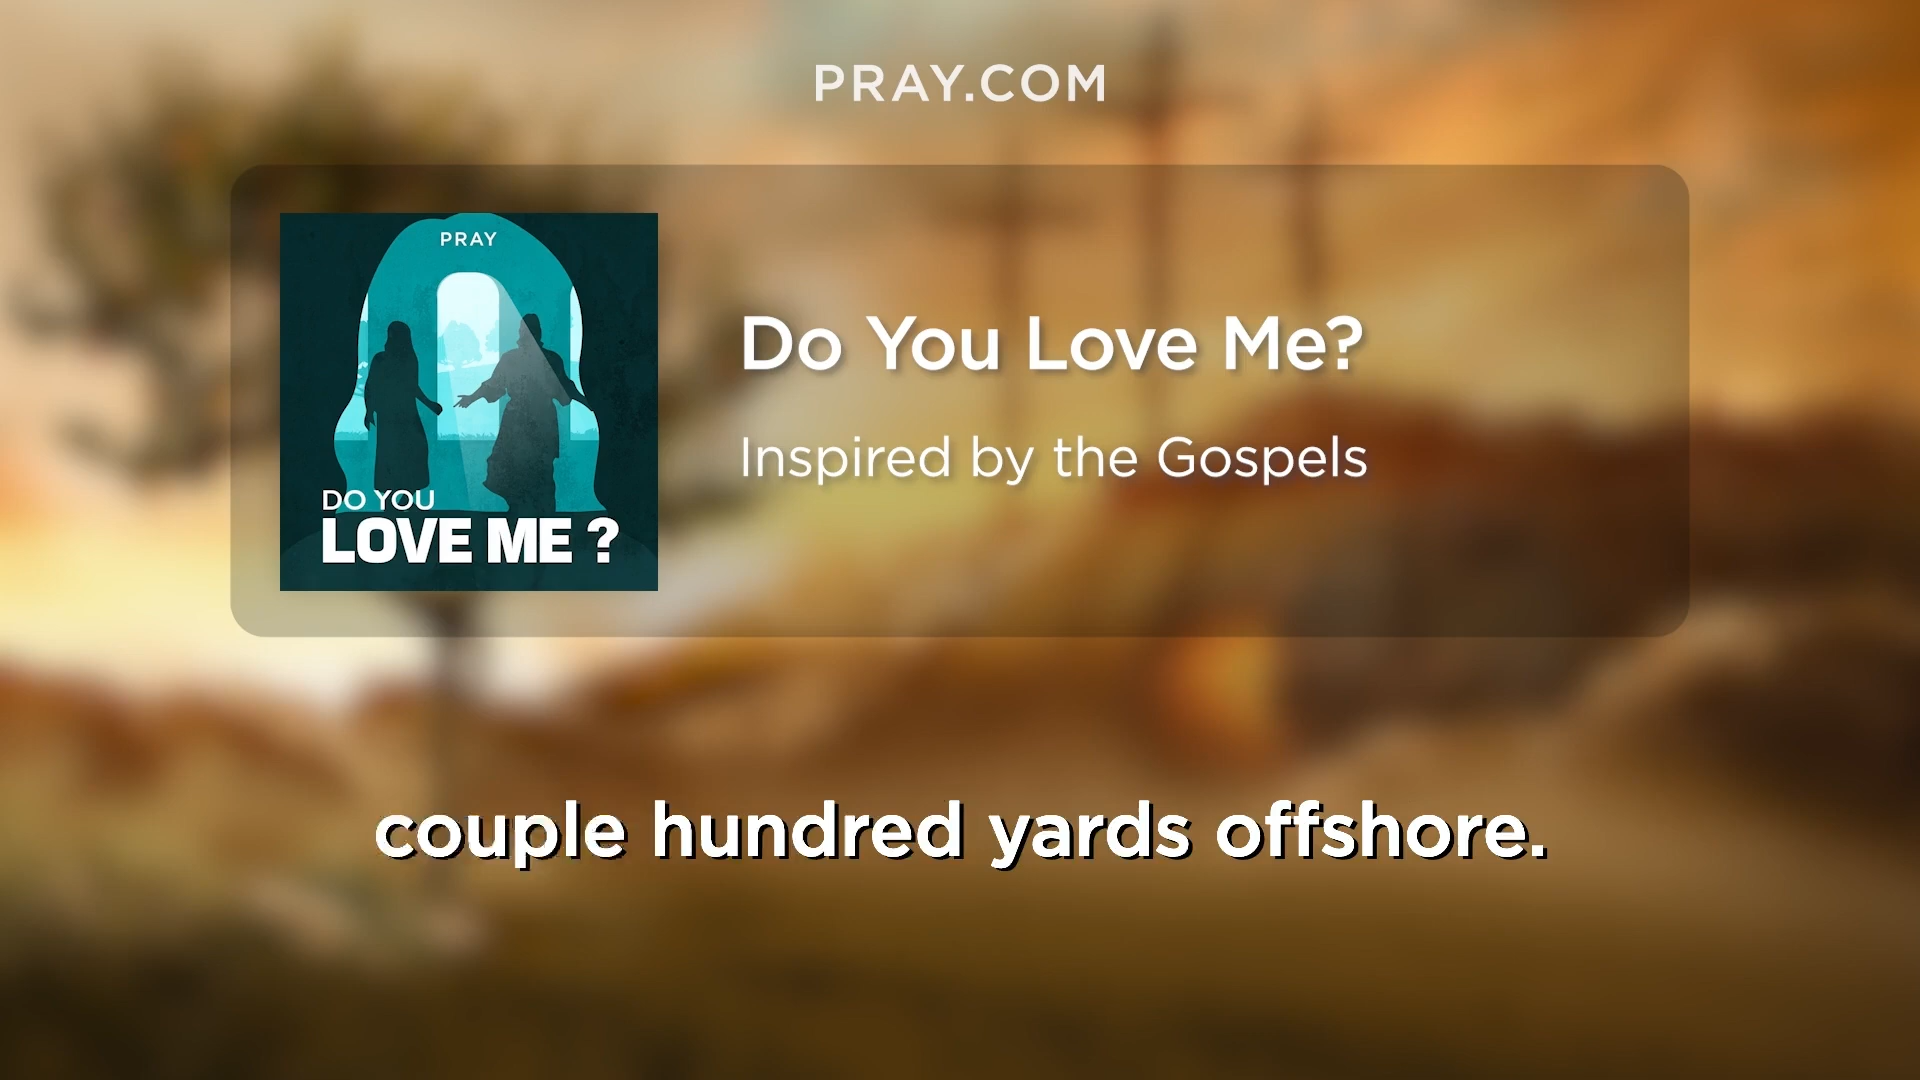 PRAY.COM
PRAY
DO YOU
LOVE ME ?
Do You Love Me?
Inspired by the Gospels
couple hundred yards offshore.